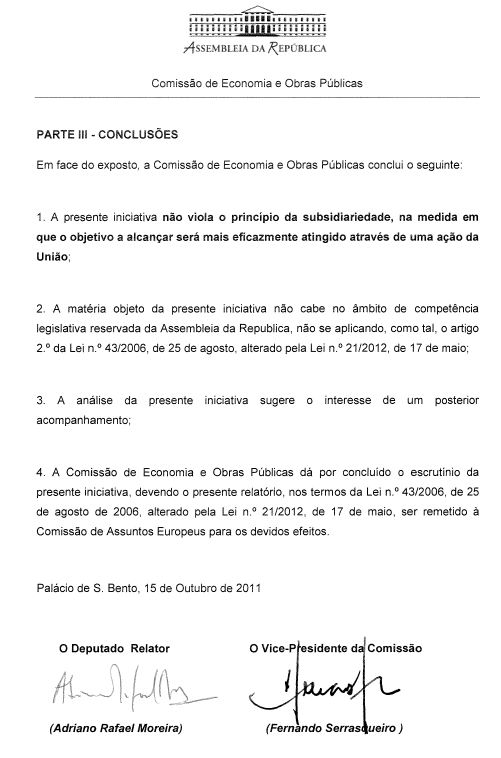 ASSEMBLEIA DA REPÚBLICA
Comissão de Economia e Obras Públicas
PARTE III - CONCLUSÕES
Em face do exposto, a Comissão de Economia e Obras Públicas conclui o seguinte:
1. A presente iniciativa não viola o princípio da subsidiariedade, na medida em
que o objetivo a alcançar será mais eficazmente atingido através de uma ação da
União;
2. A matéria objeto da presente iniciativa não cabe no âmbito de competência
legislativa reservada da Assembleia da Republica, não se aplicando, como tal, o artigo
2.º da Lei n.º 43/2006, de 25 de agosto, alterado pela Lei n.º 21/2012, de 17 de maio;
3. A análise da presente iniciativa sugere o interesse de um posterior
acompanhamento;
4. A Comissão de Economia e Obras Públicas dá por concluído o escrutínio da
presente iniciativa, devendo o presente relatório, nos termos da Lei n.º 43/2006, de 25
de agosto de 2006, alterado pela Lei n.º 21/2012, de 17 de maio, ser remetido à
Comissão de Assuntos Europeus para os devidos efeitos.
Palácio de S. Bento, 15 de Outubro de 2011
O Deputado Relator O Vice-Presidente da Comissão
(Adriano Rafael Moreira) (Fernando Serrasqueiro )